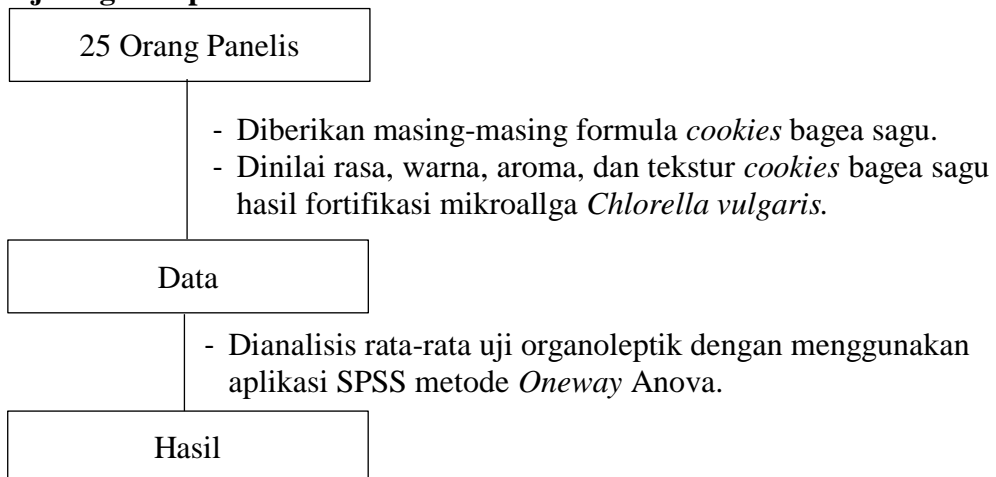 25 Orang Panelis
- Diberikan masing-masing formula cookies bagea sagu.
- Dinilai rasa, warna, aroma, dan tekstur cookies bagea sagu
hasil fortifikasi mikroallga Chlorella vulgaris.
Data
- Dianalisis rata-rata uji organoleptik dengan menggunakan
aplikasi SPSS metode Oneway Anova.
Hasil